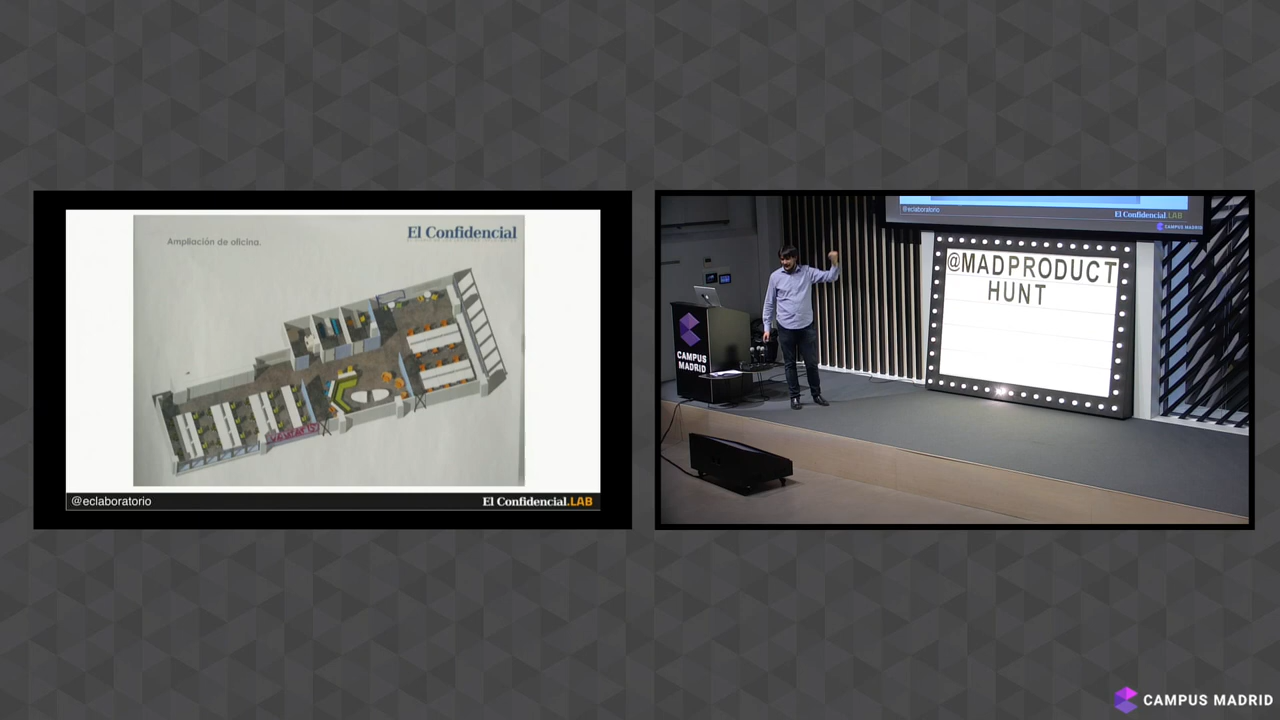 Ampliación de oficina.
El Confidencial
@eclaboratorio
El Confidencial.LAB
@eclaboratorio
El Confidencial.LAB
CAMPUS MADRID
@MADPRODUCT
HUNT
CAMPUS
MADRID
CAMPUS MADRID